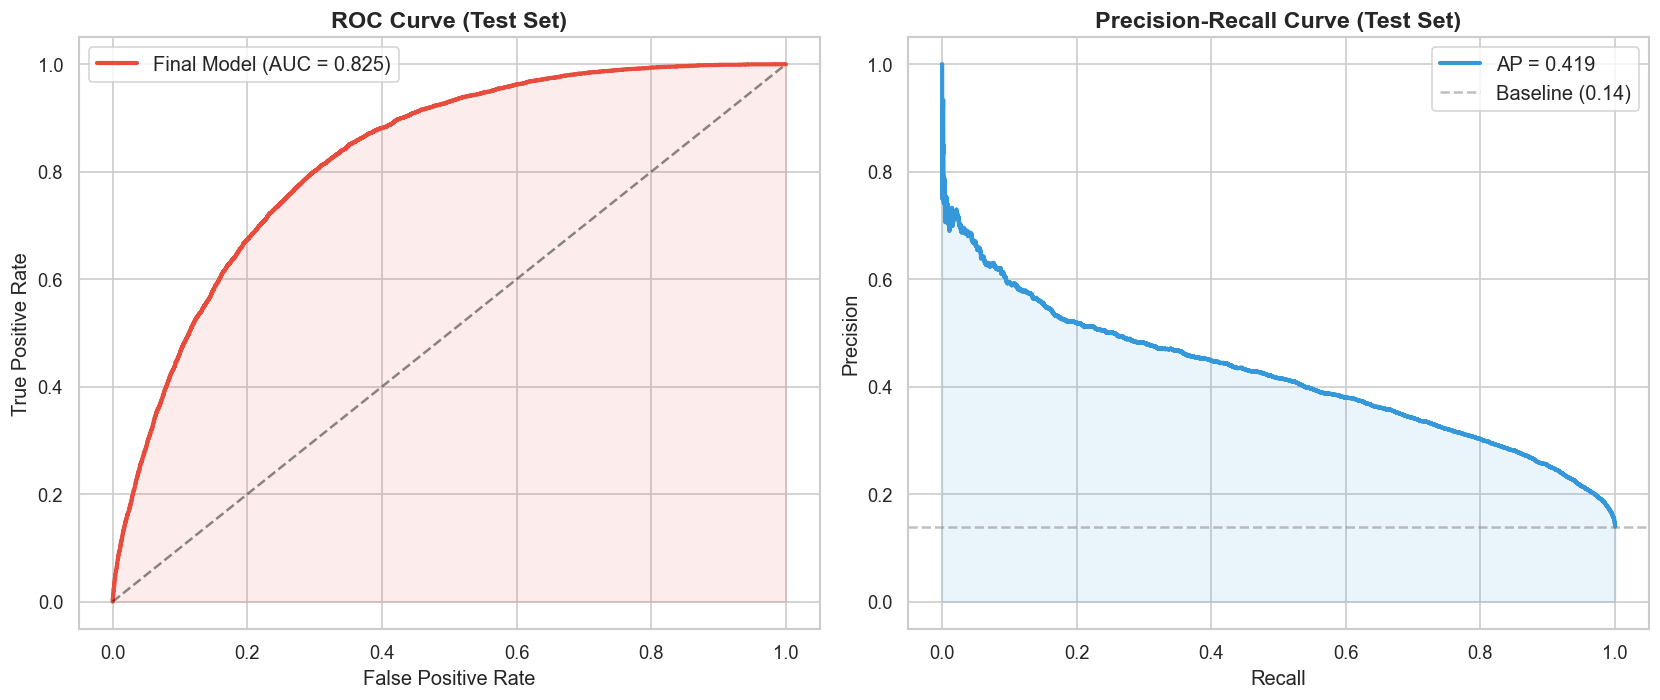 ROC Curve (Test Set)
Final Model (AUC = 0.825)
True Positive Rate
1.0
0.8
0.6
0.4
0.2
0.0
0.0 0.2 0.4 0.6 0.8 1.0
False Positive Rate
Precision-Recall Curve (Test Set)
AP = 0.419
Baseline (0.14)
Precision
1.0
0.8
0.6
0.4
0.2
0.0
0.0 0.2 0.4 0.6 0.8 1.0
Recall